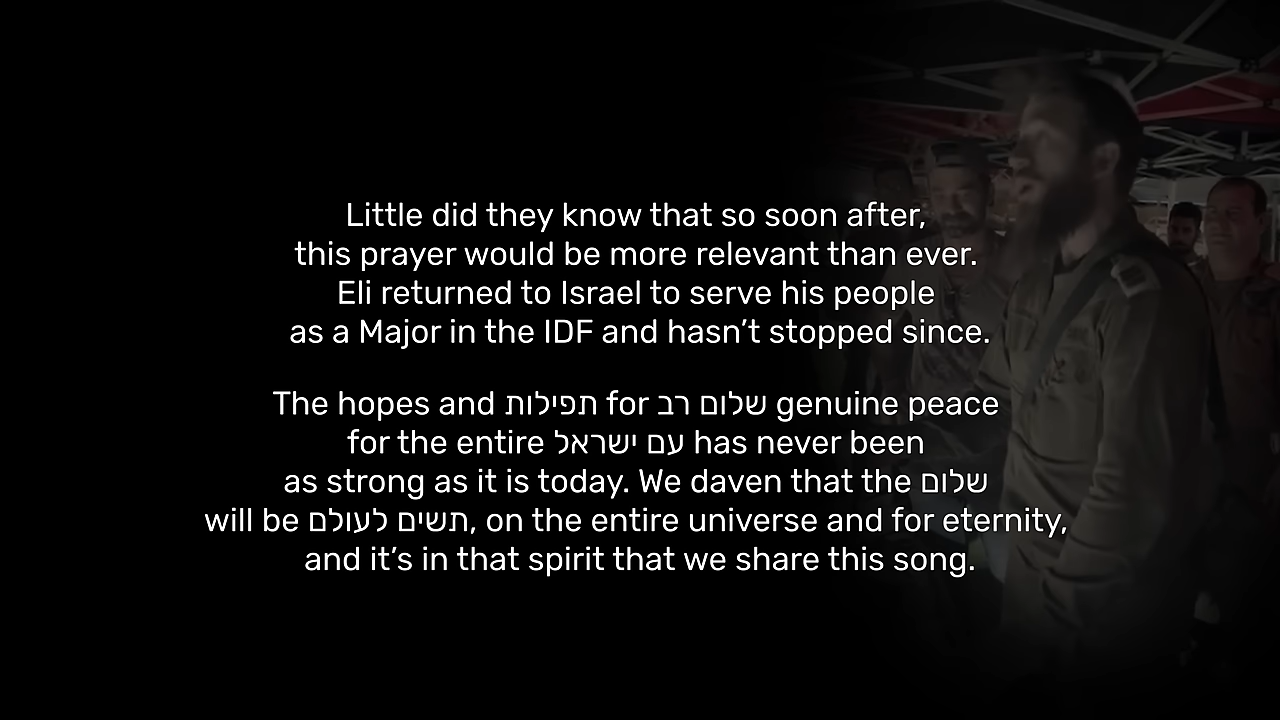 Little did they know that so soon after,
this prayer would be more relevant than ever.
Eli returned to Israel to serve his people
as a Major in the IDF and hasn’t stopped since.
The hopes and תפילות for שלום רב genuine peace
for the entire עם ישראל has never been
as strong as it is today. We daven that the שלום
will be תשים לעולם, on the entire universe and for eternity,
and it’s in that spirit that we share this song.